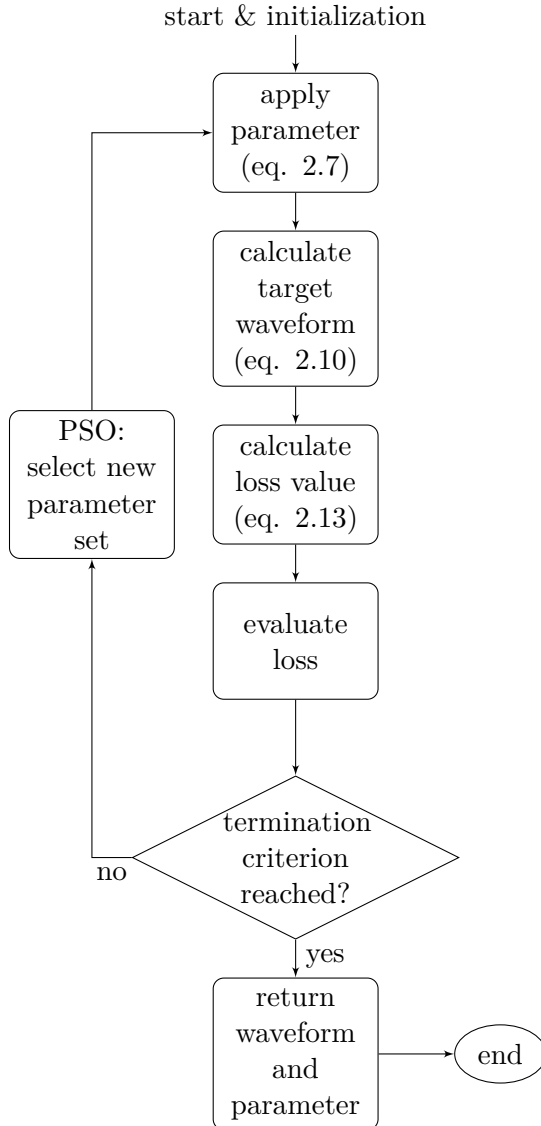 start & initialization
apply
parameter
(eq. 2.7)
calculate
target
waveform
(eq. 2.10)
PSO:
select new
parameter
set
calculate
loss value
(eq. 2.13)
evaluate
loss
termination
criterion
reached?
no
yes
return
waveform
and
parameter
end